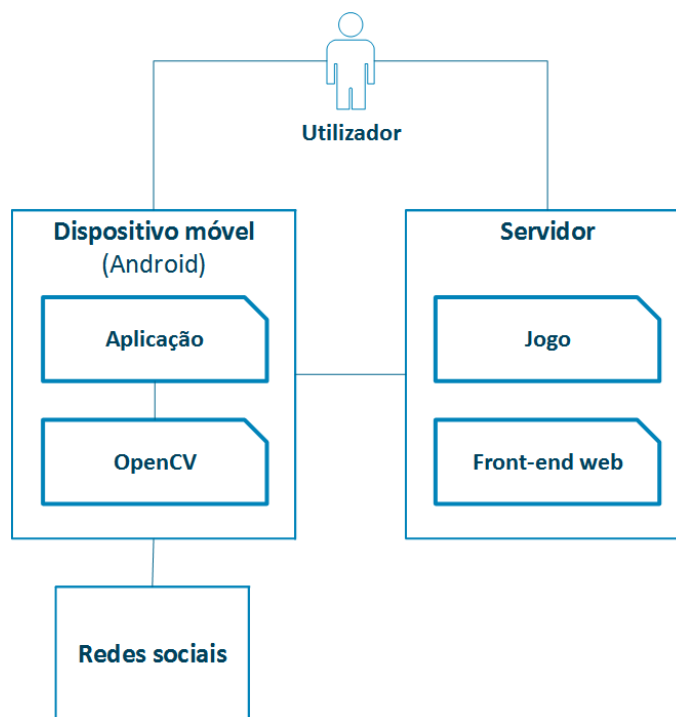 Utilizador
Dispositivo móvel
(Android)
Aplicação
OpenCV
Servidor
Jogo
Front-end web
Redes sociais